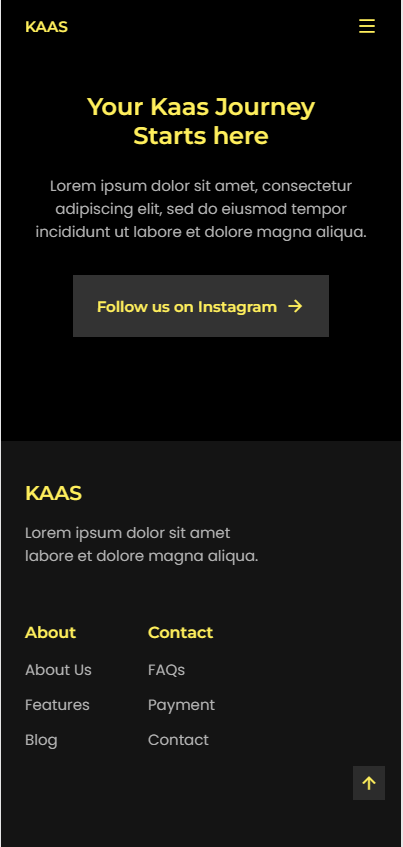 KAAS
Your Kaas Journey
Starts here
Lorem ipsum dolor sit amet, consectetur
adipiscing elit, sed do eiusmod tempor
incididunt ut labore et dolore magna aliqua.
Follow us on Instagram
KAAS
Lorem ipsum dolor sit amet
labore et dolore magna aliqua.
About
About Us
Features
Blog
Contact
FAQs
Payment
Contact